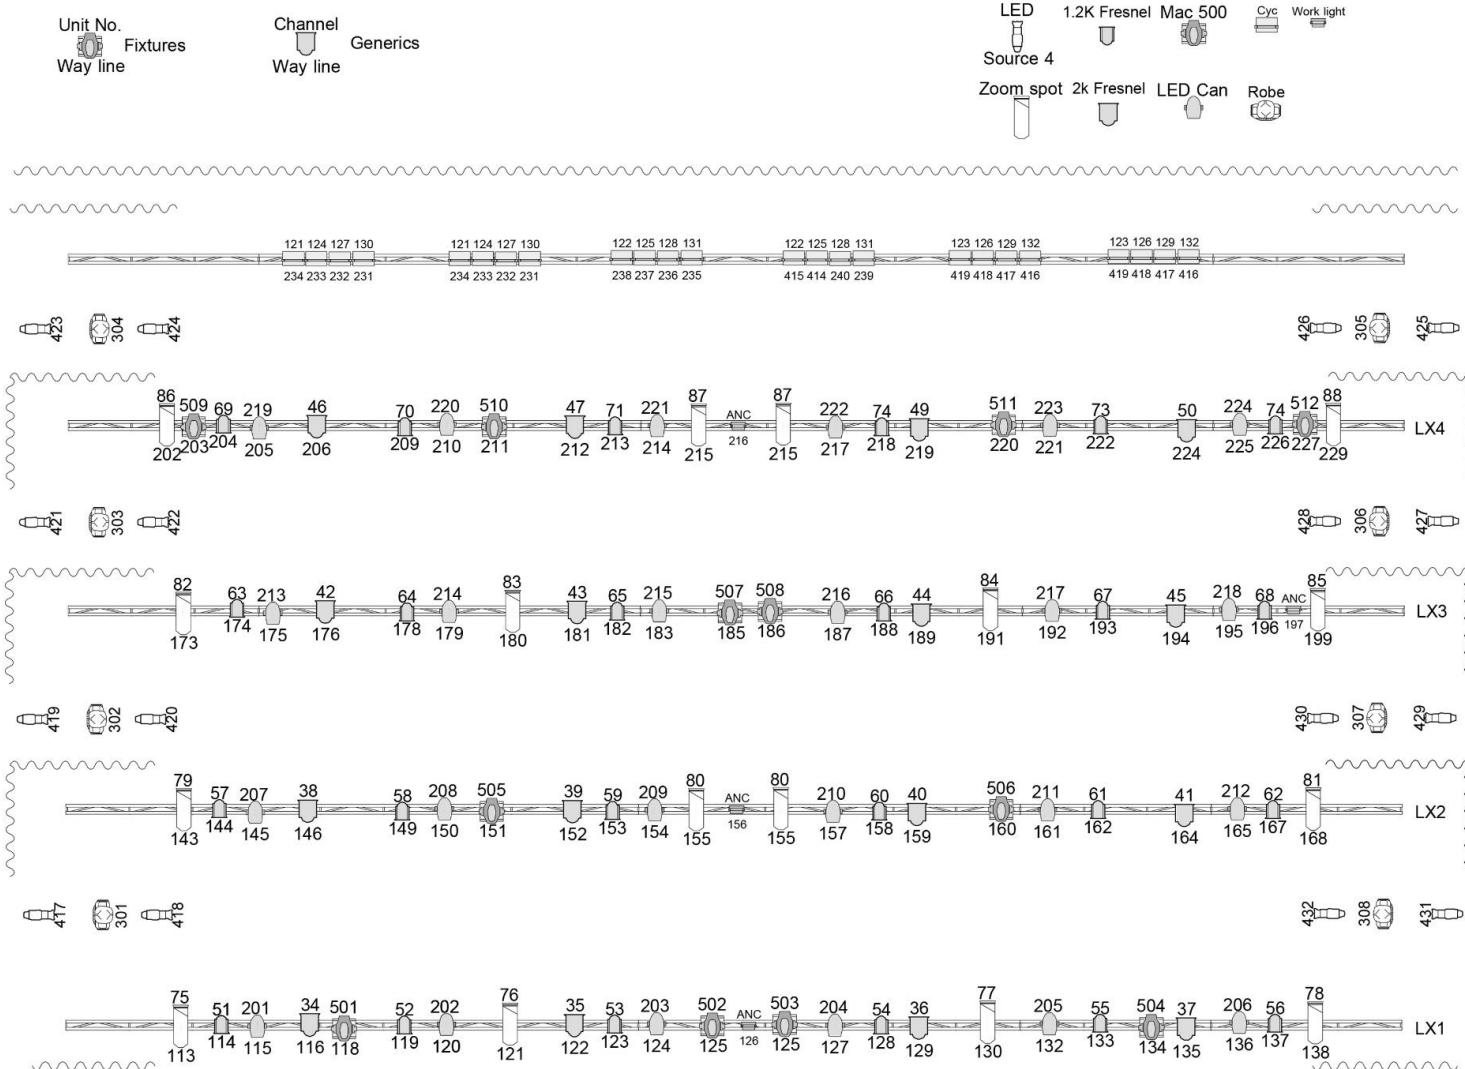 Unit No.
Fixtures
Way line
Channel
Generics
Way line
LED
Source 4
1.2K Fresnel
Mac 500
Cyc
Work light
Zoom spot
2k Fresnel
LED Can
Robe
121 124 127 130 121 124 127 130 122 125 128 131 122 125 128 131 123 126 129 132 123 126 129 132
234 233 232 231 234 233 232 231 238 237 236 235 415 414 240 239 419 418 417 416 419 418 417 416
423 304 424 426 305 425
86 509 69 219 46 70 220 510 47 71 221 87 ANC 87 222 74 49 511 223 73 50 224 74 512 88
LX4
202 203 204 205 206 209 210 211 212 213 214 215 216 215 217 218 219 220 221 222 224 225 226 227 229
421 303 422 428 306 427
82 63 213 42 64 214 83 43 65 215 507 508 216 66 44 84 217 67 45 218 68 ANC 85
LX3
173 174 175 176 178 179 180 181 182 183 185 186 187 188 189 191 192 193 194 195 196 197 199
419 302 420 430 307 429
79 57 207 38 58 208 505 39 59 209 80 ANC 80 210 60 40 506 211 61 41 212 62 81
LX2
143 144 145 146 149 150 151 152 153 154 155 156 155 157 158 159 160 161 162 164 165 167 168
417 301 418 432 308 431
75 51 201 34 501 52 202 76 35 53 203 502 ANC 503 204 54 36 77 205 55 504 37 206 56 78
LX1
113 114 115 116 118 119 120 121 122 123 124 125 126 125 127 128 129 130 132 133 134 135 136 137 138